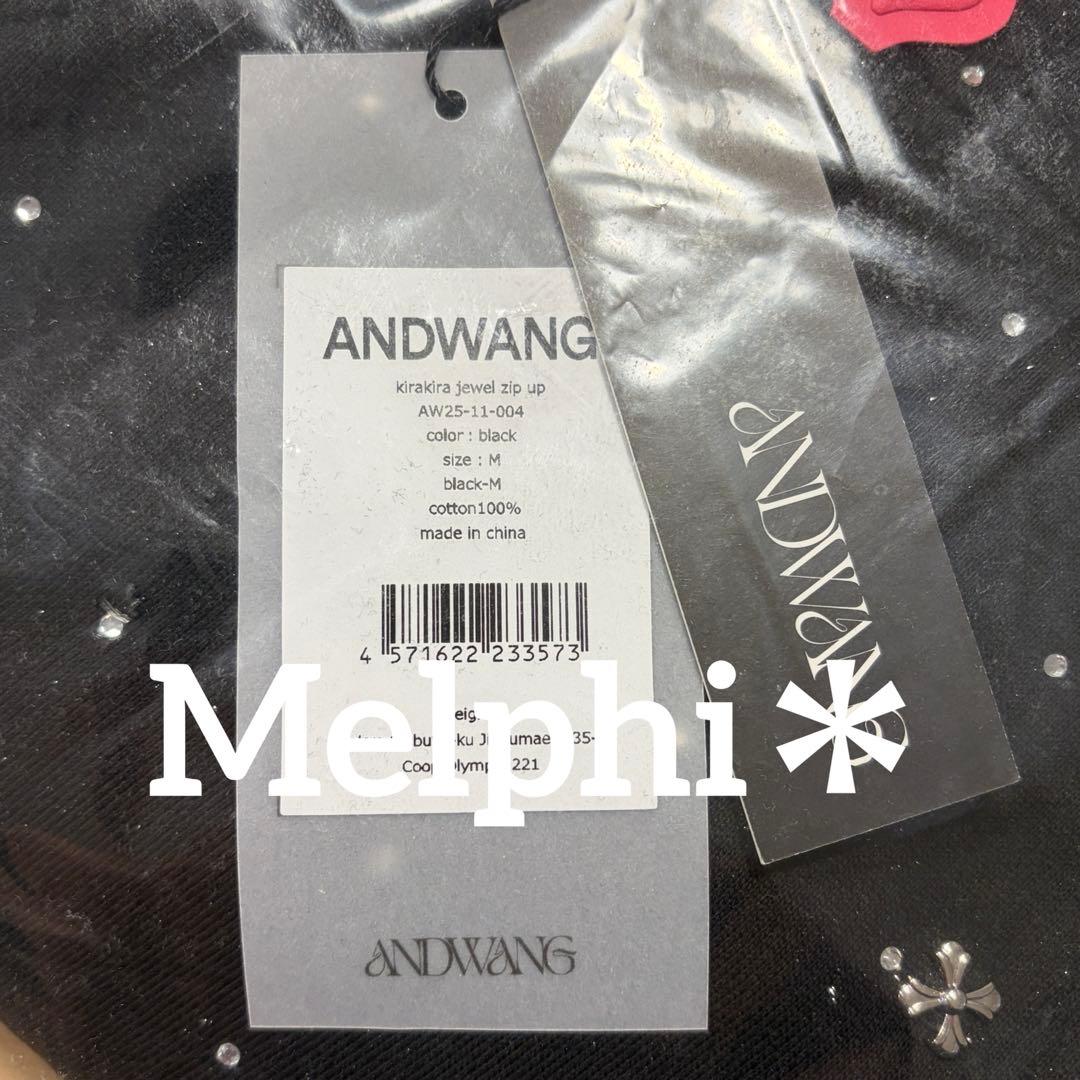 ANDWANG
kirakira jewel zip up
AW25-11-004
color : black
size : M
black-M
cotton100%
made in china
4 571622 233573
221
Melphi*
ANDWANG
ANDWANG